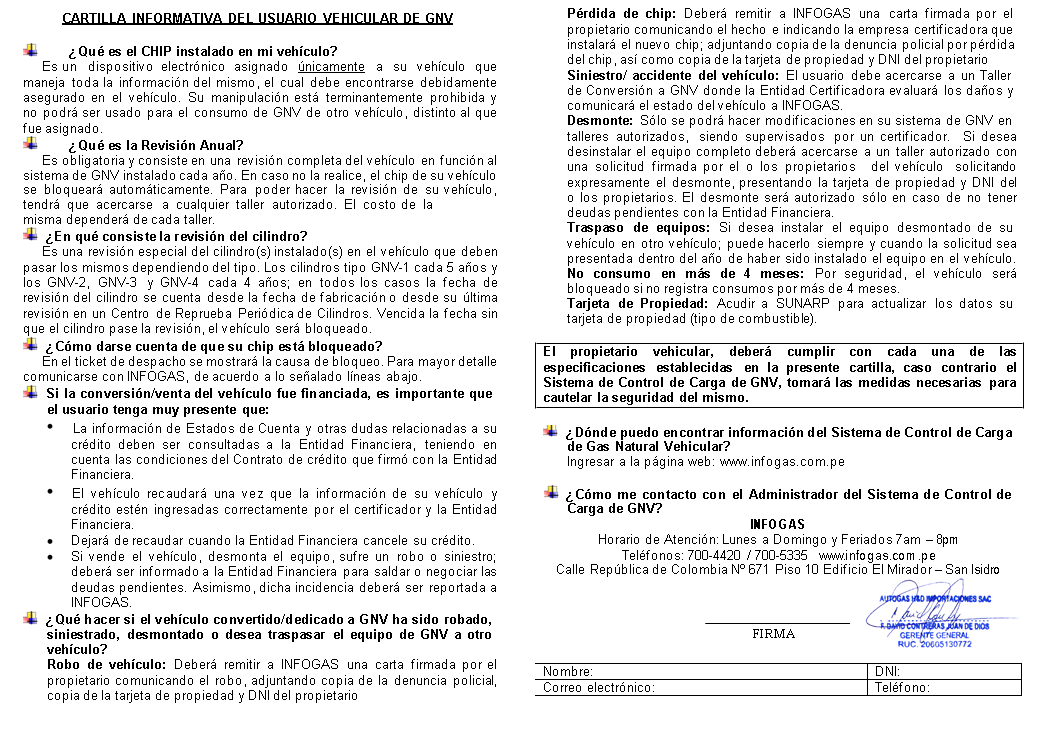 CARTILLA INFORMATIVA DEL USUARIO VEHICULAR DE GNV
¿Qué es el CHIP instalado en mi vehículo?
Es un dispositivo electrónico asignado únicamente a su vehículo que
maneja toda la información del mismo, el cual debe encontrarse debidamente
asegurado en el vehículo. Su manipulación está terminantemente prohibida y
no podrá ser usado para el consumo de GNV de otro vehículo, distinto al que
fue asignado.
¿Qué es la Revisión Anual?
Es obligatoria y consiste en una revisión completa del vehículo en función al
sistema de GNV instalado cada año. En caso no la realice, el chip de su vehículo
se bloqueará automáticamente. Para poder hacer la revisión de su vehículo,
tendrá que acercarse a cualquier taller autorizado. El costo de la
misma dependerá de cada taller.
¿En qué consiste la revisión del cilindro?
Es una revisión especial del cilindro(s) instalado(s) en el vehículo que deben
pasar los mismos dependiendo del tipo. Los cilindros tipo GNV-1 cada 5 años y
los GNV-2, GNV-3 y GNV-4 cada 4 años; en todos los casos la fecha de
revisión del cilindro se cuenta desde la fecha de fabricación o desde su última
revisión en un Centro de Reprueba Periódica de Cilindros. Vencida la fecha sin
que el cilindro pase la revisión, el vehículo será bloqueado.
¿Cómo darse cuenta de que su chip está bloqueado?
En el ticket de despacho se mostrará la causa de bloqueo. Para mayor detalle
comunicarse con INFOGAS, de acuerdo a lo señalado líneas abajo.
Si la conversión/venta del vehículo fue financiada, es importante que
el usuario tenga muy presente que:
• La información de Estados de Cuenta y otras dudas relacionadas a su
crédito deben ser consultadas a la Entidad Financiera, teniendo en
cuenta las condiciones del Contrato de crédito que firmó con la Entidad
Financiera.
• El vehículo recaudará una vez que la información de su vehículo y
crédito estén ingresadas correctamente por el certificador y la Entidad
Financiera.
• Dejará de recaudar cuando la Entidad Financiera cancele su crédito.
• Si vende el vehículo, desmonta el equipo, sufre un robo o siniestro;
deberá ser informado a la Entidad Financiera para saldar o negociar las
deudas pendientes. Asimismo, dicha incidencia deberá ser reportada a
INFOGAS.
¿Qué hacer si el vehículo convertido/dedicado a GNV ha sido robado,
siniestrado, desmontado o desea traspasar el equipo de GNV a otro
vehículo?
Robo de vehículo: Deberá remitir a INFOGAS una carta firmada por el
propietario comunicando el robo, adjuntando copia de la denuncia policial,
copia de la tarjeta de propiedad y DNI del propietario
Pérdida de chip: Deberá remitir a INFOGAS una carta firmada por el
propietario comunicando el hecho e indicando la empresa certificadora que
instalará el nuevo chip; adjuntando copia de la denuncia policial por pérdida
del chip, así como copia de la tarjeta de propiedad y DNI del propietario
Siniestro/ accidente del vehículo: El usuario debe acercarse a un Taller
de Conversión a GNV donde la Entidad Certificadora evaluará los daños y
comunicará el estado del vehículo a INFOGAS.
Desmonte: Sólo se podrá hacer modificaciones en su sistema de GNV en
talleres autorizados, siendo supervisados por un certificador. Si desea
desinstalar el equipo completo deberá acercarse a un taller autorizado con
una solicitud firmada por el o los propietarios del vehículo solicitando
expresamente el desmonte, presentando la tarjeta de propiedad y DNI del
o los propietarios. El desmonte será autorizado sólo en caso de no tener
deudas pendientes con la Entidad Financiera.
Traspaso de equipos: Si desea instalar el equipo desmontado de su
vehículo en otro vehículo; puede hacerlo siempre y cuando la solicitud sea
presentada dentro del año de haber sido instalado el equipo en el vehículo.
No consumo en más de 4 meses: Por seguridad, el vehículo será
bloqueado si no registra consumos por más de 4 meses.
Tarjeta de Propiedad: Acudir a SUNARP para actualizar los datos su
tarjeta de propiedad (tipo de combustible).
El propietario vehicular, deberá cumplir con cada una de las
especificaciones establecidas en la presente cartilla, caso contrario el
Sistema de Control de Carga de GNV, tomará las medidas necesarias para
cautelar la seguridad del mismo.
¿Dónde puedo encontrar información del Sistema de Control de Carga
de Gas Natural Vehicular?
Ingresar a la página web: www.infogas.com.pe
¿Cómo me contacto con el Administrador del Sistema de Control de
Carga de GNV?
INFOGAS
Horario de Atención: Lunes a Domingo y Feriados 7am – 8pm
Teléfonos: 700-4420 / 700-5335 www.infogas.com.pe
Calle República de Colombia Nº 671 Piso 10 Edificio El Mirador – San Isidro
AUTOGAS H&D IMPORTACIONES SAC
F. DAVID CONTRERAS JUAN DE DIOS
GERENTE GENERAL
RUC. 20605130772
FIRMA
Nombre: DNI:
Correo electrónico: Teléfono: